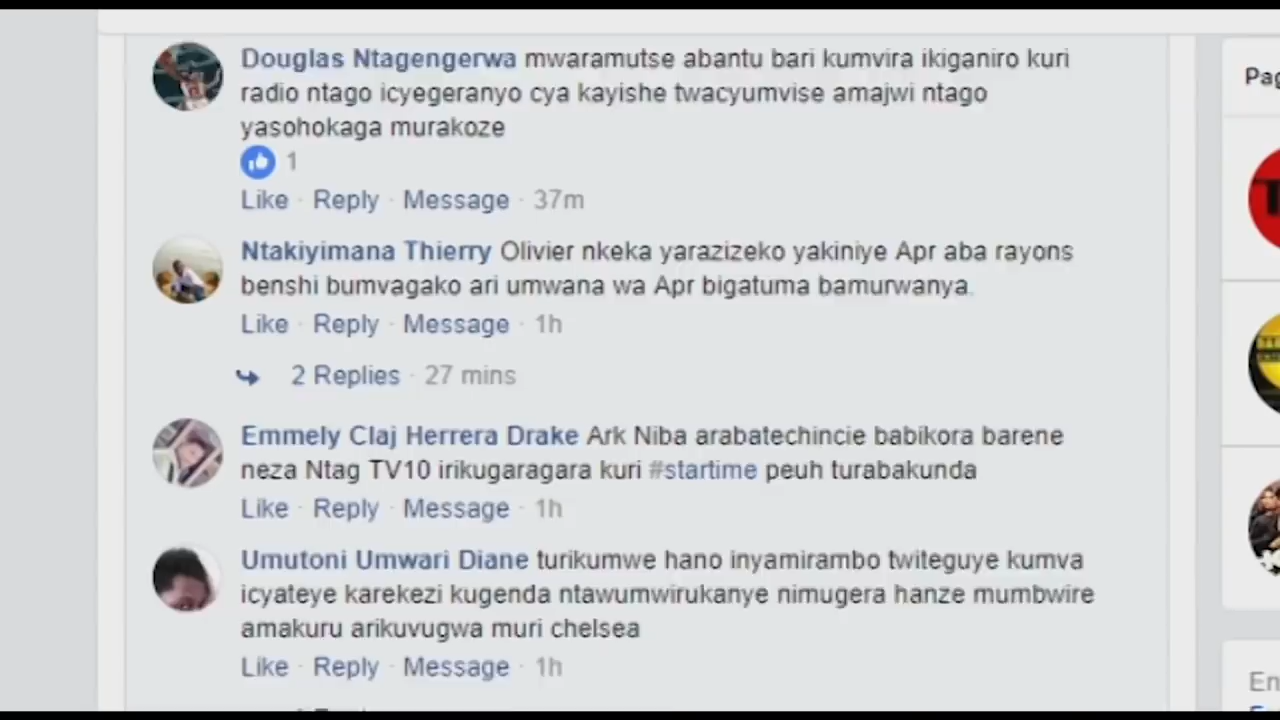 Douglas Ntagengerwa mwaramutse abantu bari kumvira ikiganiro kuri
radio ntago icyegeranyo cya kayishe twacyumvise amajwi ntago
yasohokaga murakoze
1
Like · Reply · Message · 37m
Ntakiyimana Thierry Olivier nkeka yarazizeko yakiniye Apr aba rayons
benshi bumvagako ari umwana wa Apr bigatuma bamurwanya.
Like · Reply · Message · 1h
2 Replies · 27 mins
Emmely Claj Herrera Drake Ark Niba arabatechincie babikora barene
neza Ntag TV10 irikugaragara kuri #startime peuh turabakunda
Like · Reply · Message · 1h
Umutoni Umwari Diane turikumwe hano inyamirambo twiteguye kumva
icyateye karekezi kugenda ntawumwirukanye nimugera hanze mumbwire
amakuru arikuvugwa muri chelsea
Like · Reply · Message · 1h
Pag
En